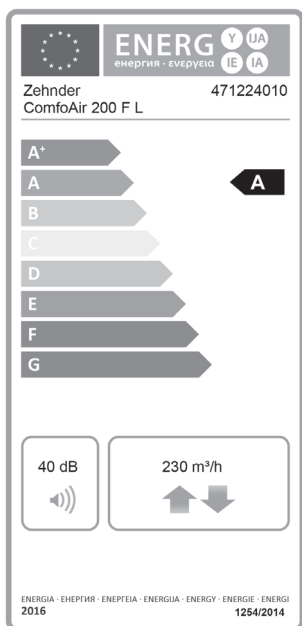 ENERG Y IJA
енергия · ενεργεια IE IA
Zehnder 471224010
ComfoAir 200 F L
A+
A A
B
C
D
E
F
G
40 dB 230 m³/h
ENERGIA · ЕНЕРГИЯ · ΕΝΕΡΓΕΙΑ · ENERGIJA · ENERGY · ENERGIE · ENERGI
2016 1254/2014